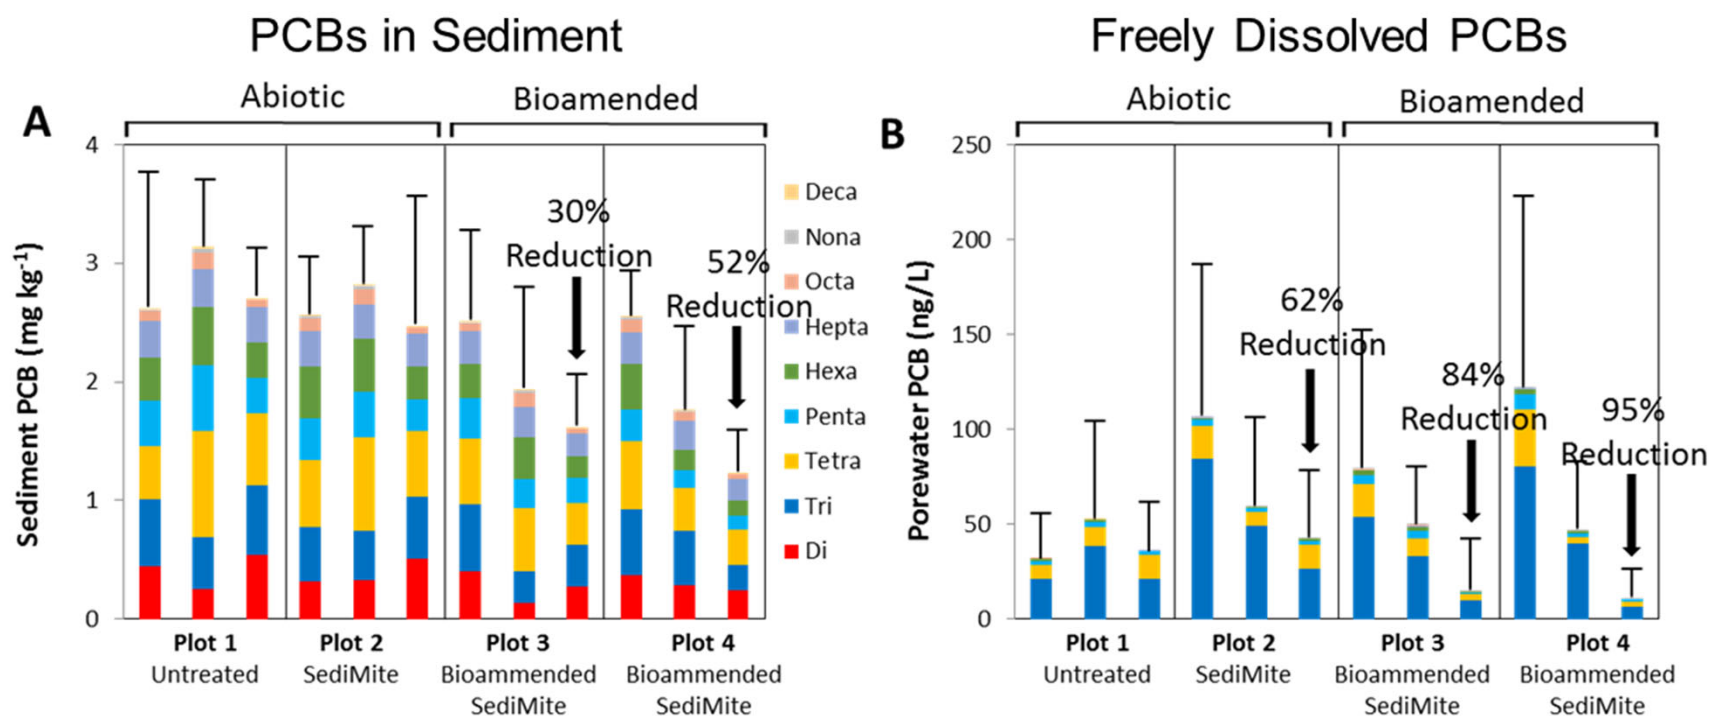 PCBs in Sediment
Abiotic
Bioamended
A
Sediment PCB (mg kg⁻¹)
4
3
2
1
0
30%
Reduction
52%
Reduction
Deca
Nona
Octa
Hepta
Hexa
Penta
Tetra
Tri
Di
Plot 1
Untreated
Plot 2
SediMite
Plot 3
Bioammended
SediMite
Plot 4
Bioammended
SediMite
Freely Dissolved PCBs
Abiotic
Bioamended
B
Porewater PCB (ng/L)
250
200
150
100
50
0
62%
Reduction
84%
Reduction
95%
Reduction
Plot 1
Untreated
Plot 2
SediMite
Plot 3
Bioammended
SediMite
Plot 4
Bioammended
SediMite